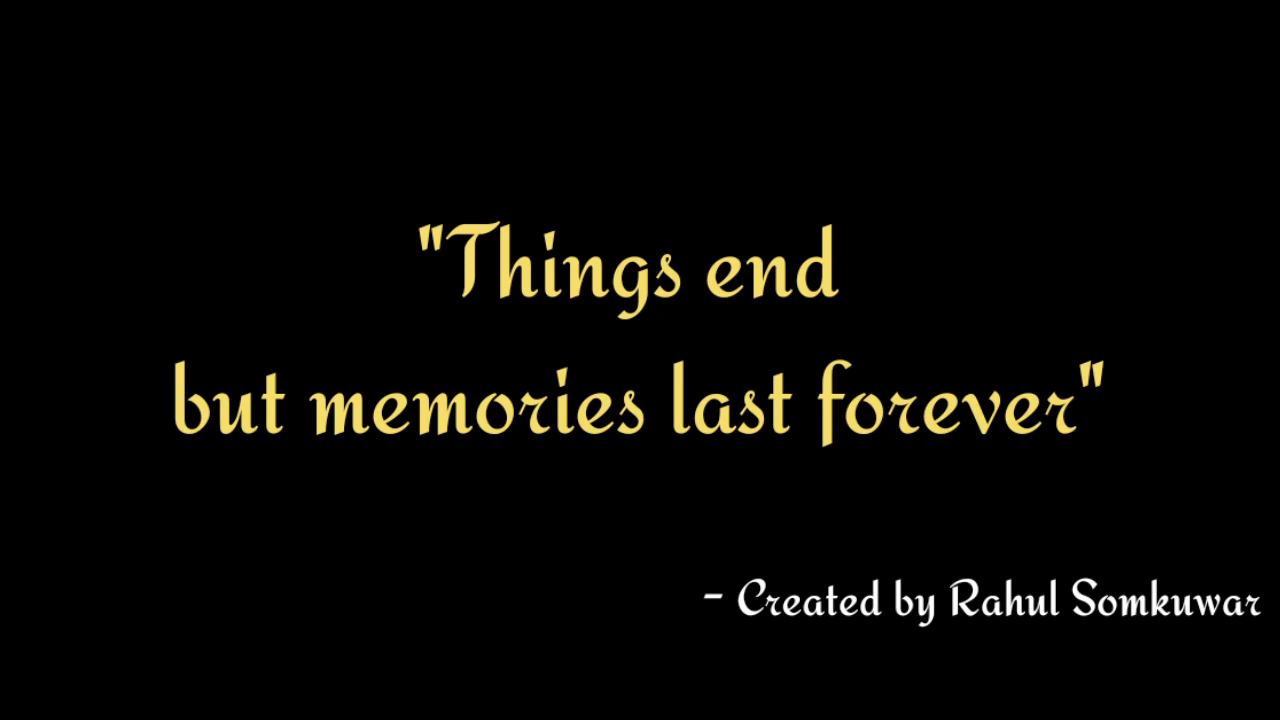 "Things end
but memories last forever"
- Created by Rahul Somkuwar